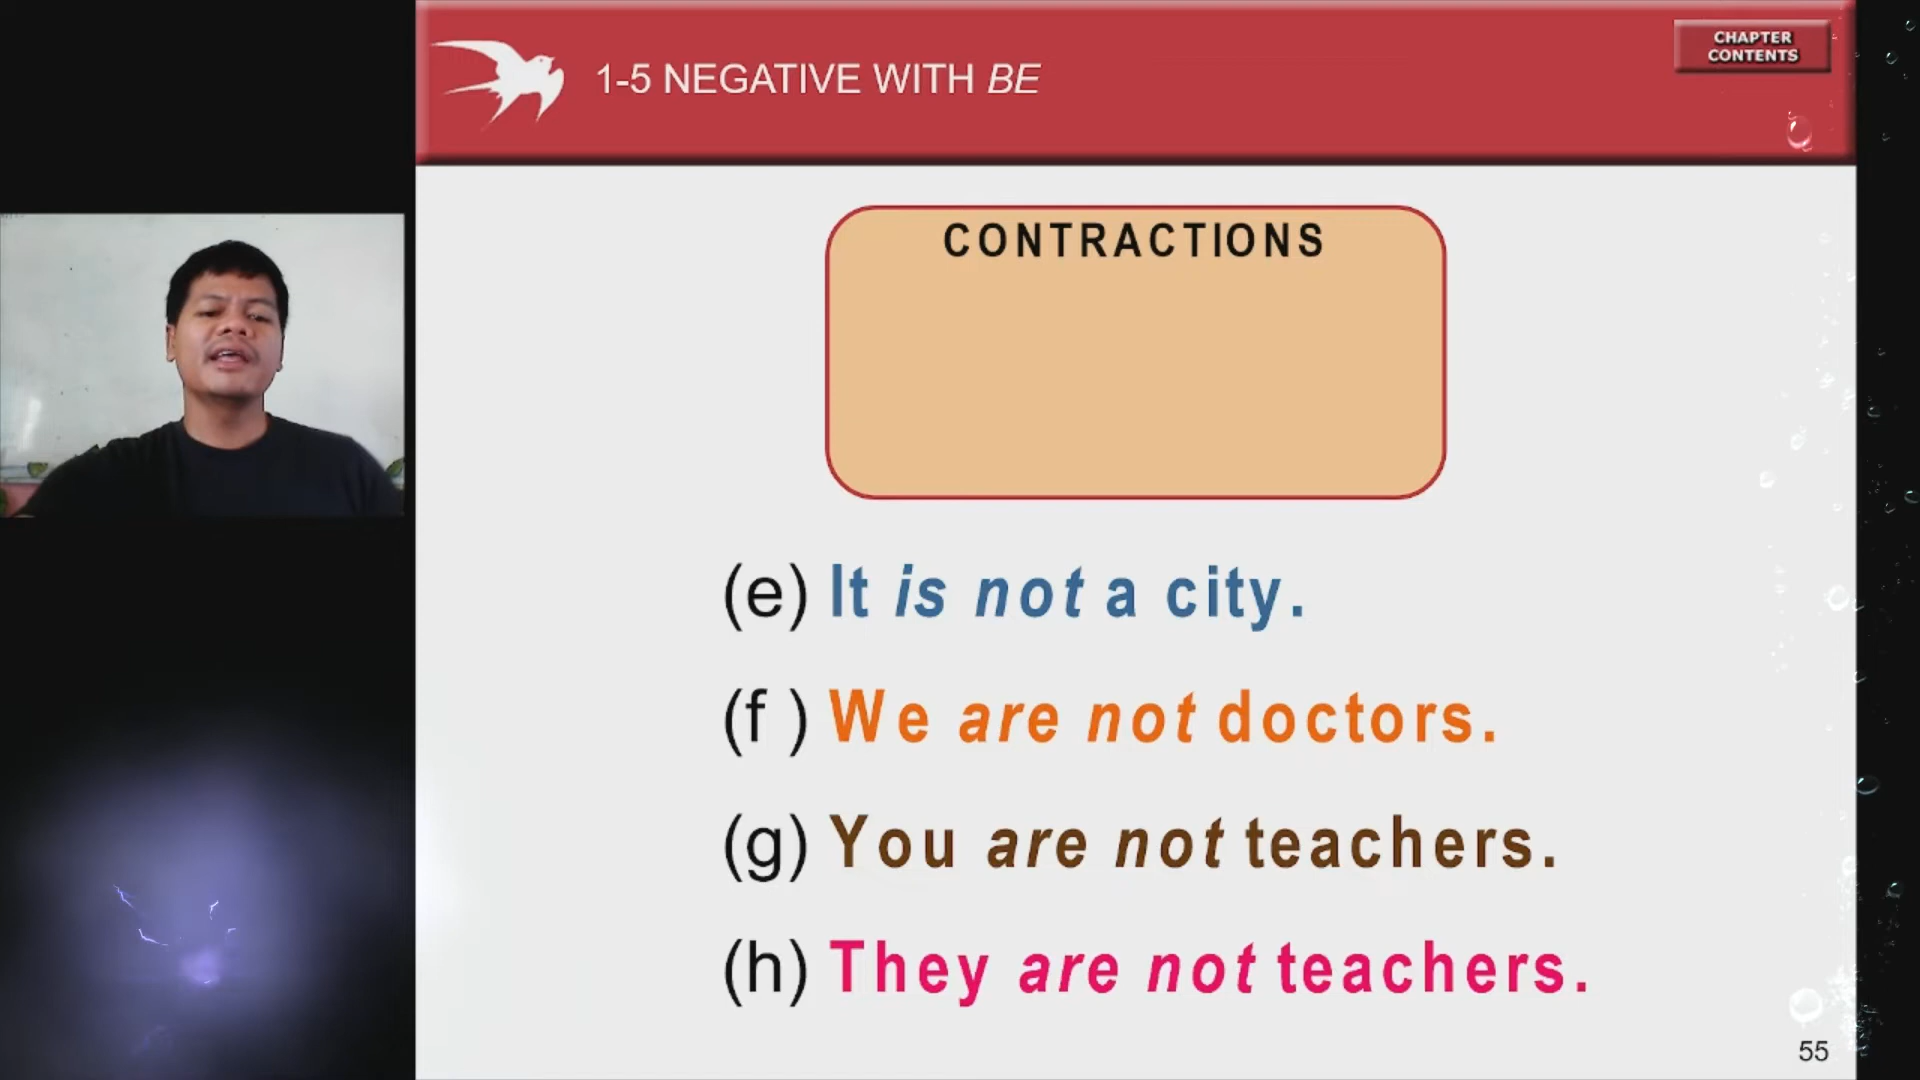 1-5 NEGATIVE WITH BE
CHAPTER
CONTENTS
CONTRACTIONS
(e) It is not a city.
(f ) We are not doctors.
(g) You are not teachers.
(h) They are not teachers.
55